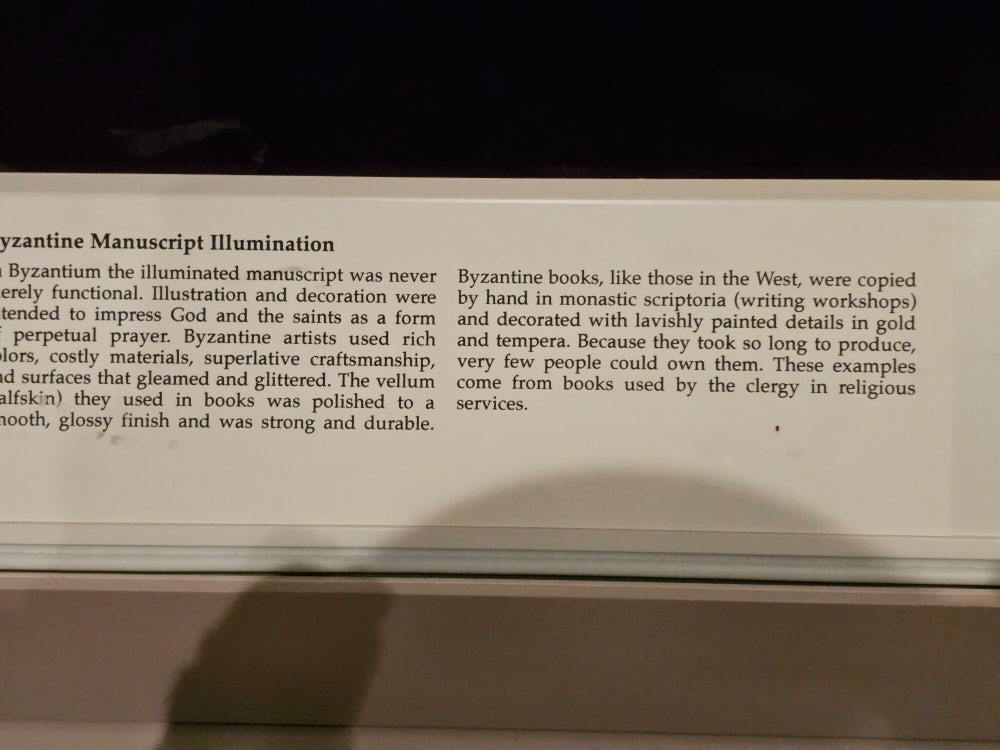 yzantine Manuscript Illumination
Byzantium the illuminated manuscript was never
erely functional. Illustration and decoration were
tended to impress God and the saints as a form
perpetual prayer. Byzantine artists used rich
lors, costly materials, superlative craftsmanship,
nd surfaces that gleamed and glittered. The vellum
alfskin) they used in books was polished to a
nooth, glossy finish and was strong and durable.
Byzantine books, like those in the West, were copied
by hand in monastic scriptoria (writing workshops)
and decorated with lavishly painted details in gold
and tempera. Because they took so long to produce,
very few people could own them. These examples
come from books used by the clergy in religious
services.